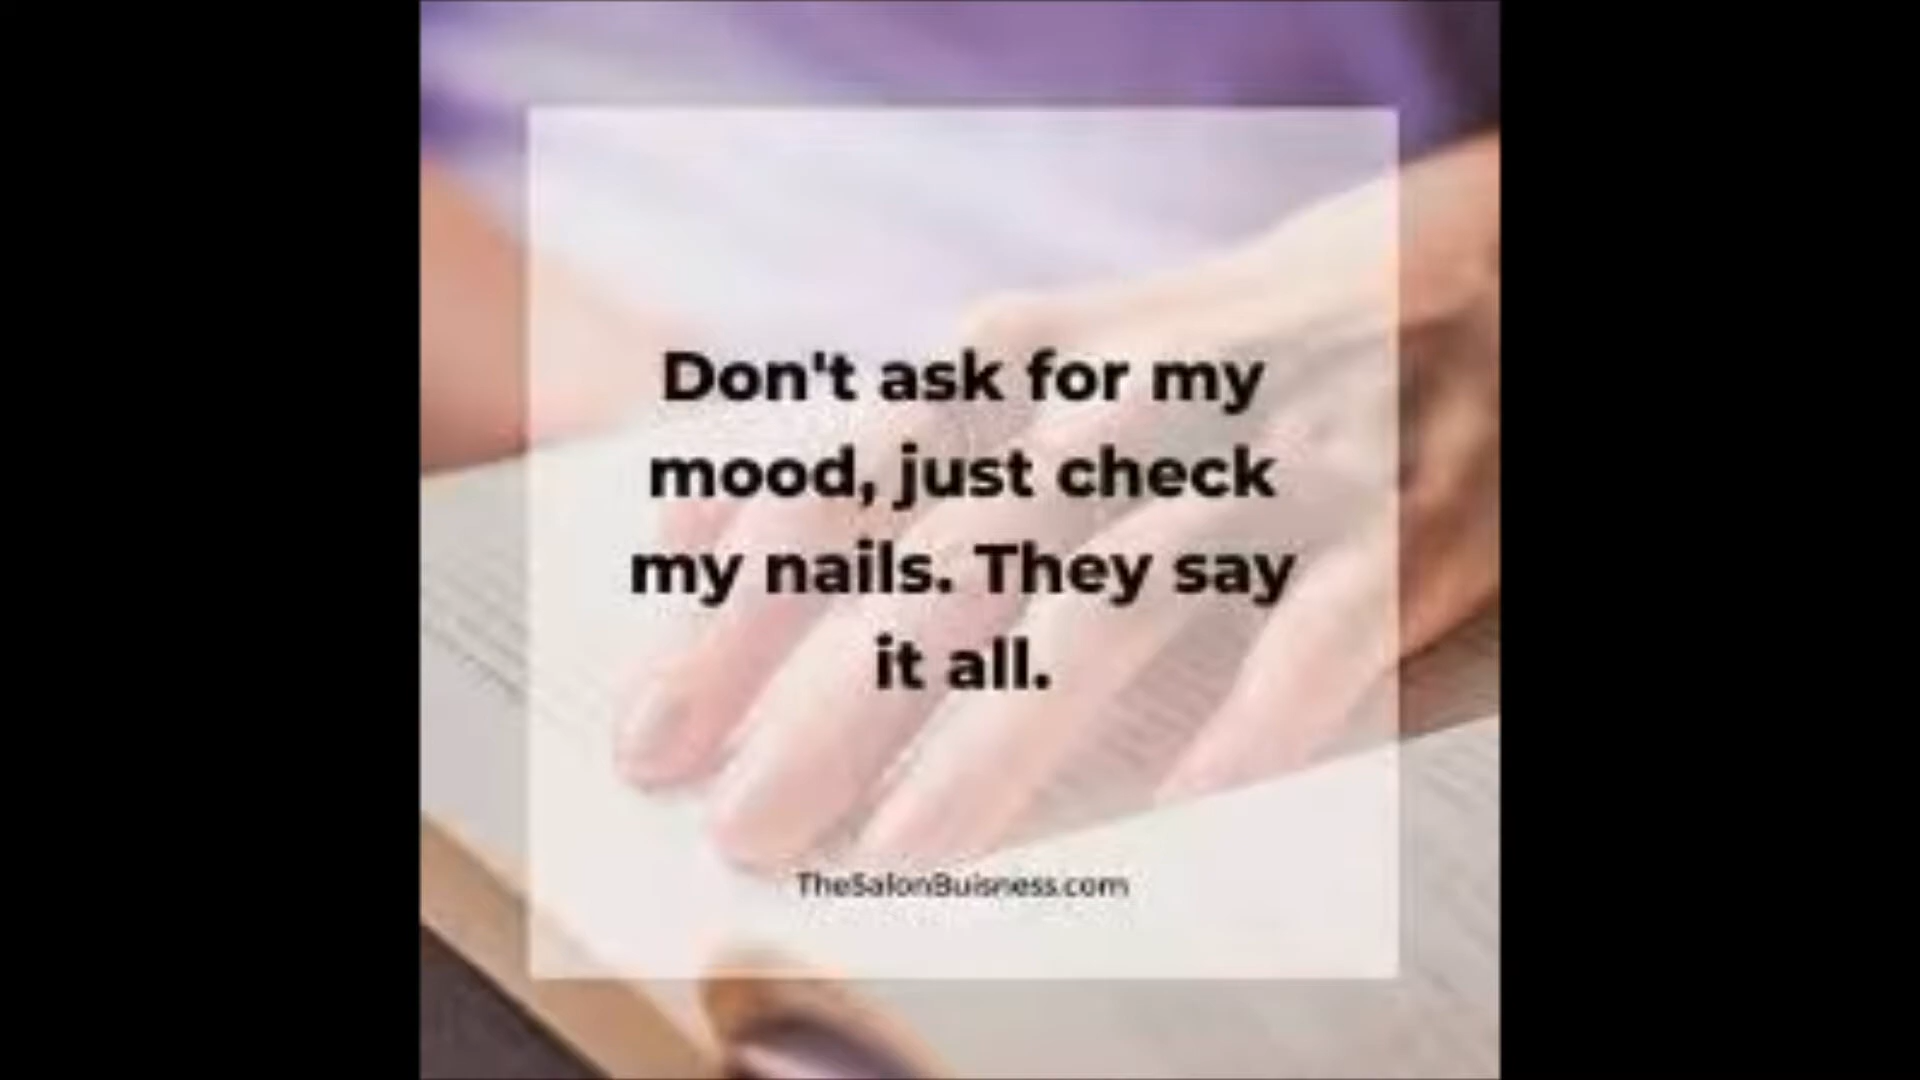 Don't ask for my
mood, just check
my nails. They say
it all.
TheSalonBuisness.com